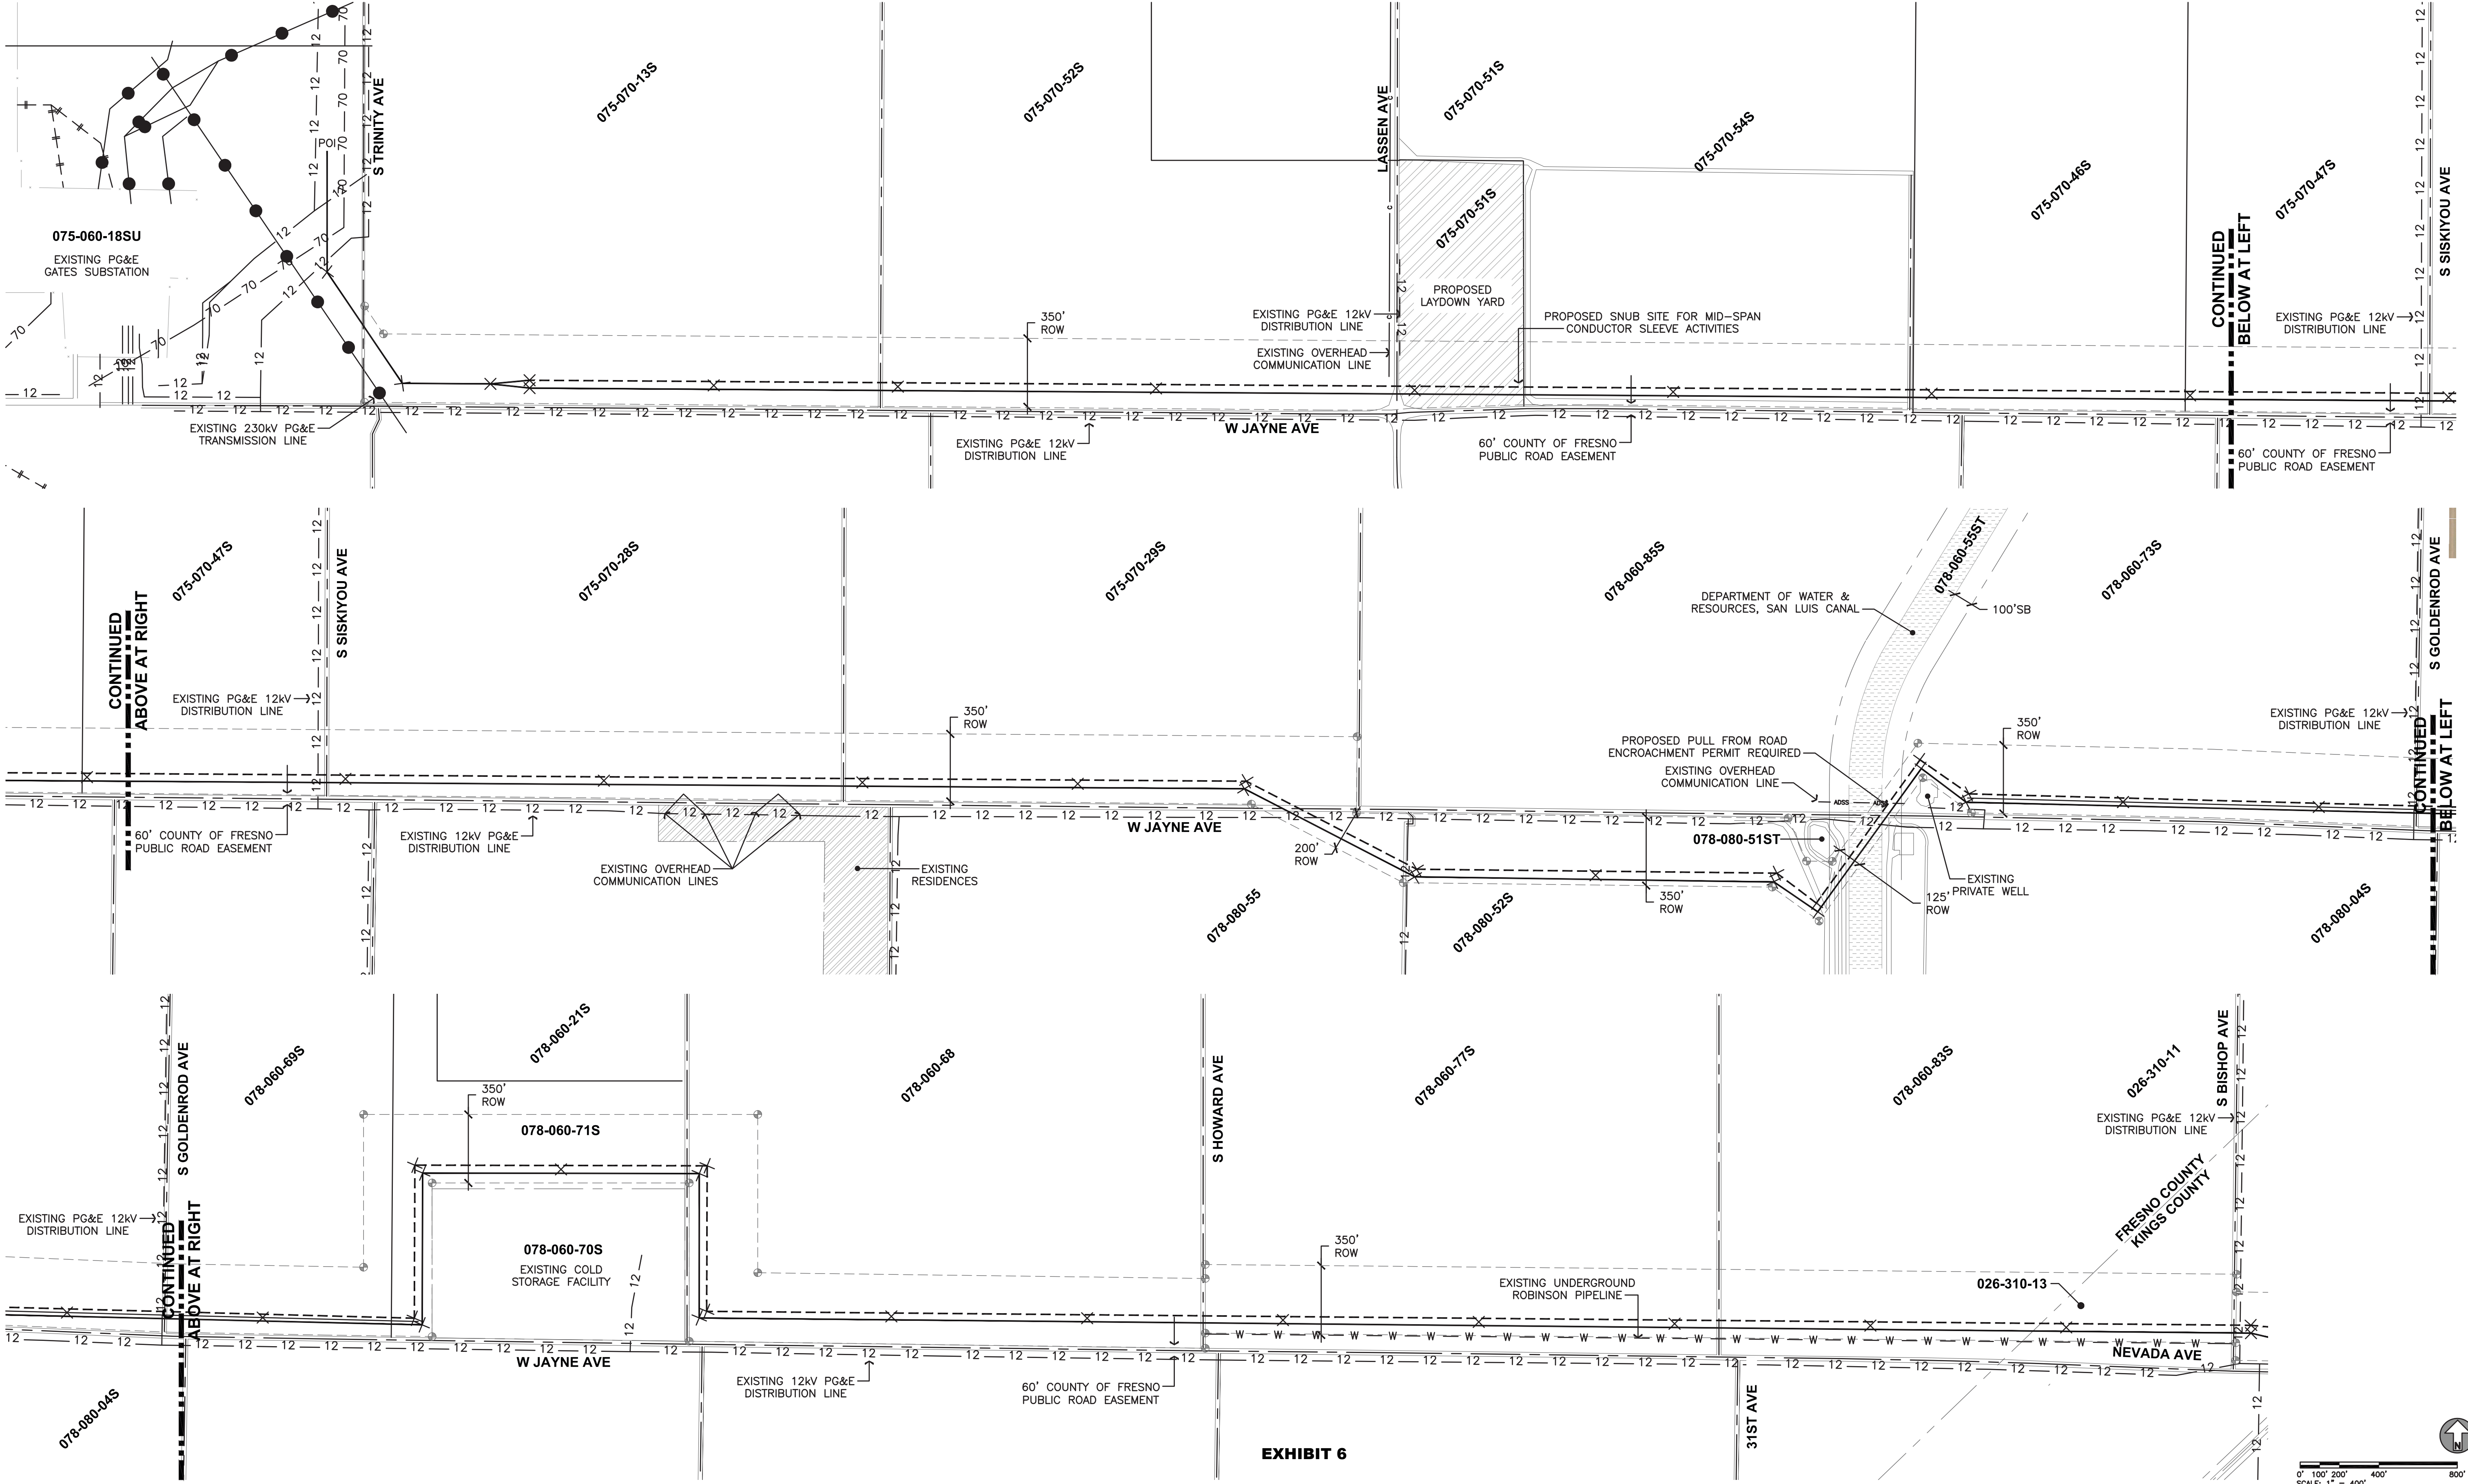 S TRINITY AVE
075-070-13S
075-070-52S
LASSEN AVE
075-070-51S
075-070-54S
075-070-46S
075-070-47S
S SISKIYOU AVE
POI
075-060-18SU
EXISTING PG&E
GATES SUBSTATION
075-070-51S
PROPOSED
LAYDOWN YARD
350'
ROW
EXISTING PG&E 12kV
DISTRIBUTION LINE
EXISTING OVERHEAD
COMMUNICATION LINE
PROPOSED SNUB SITE FOR MID-SPAN
CONDUCTOR SLEEVE ACTIVITIES
CONTINUED
BELOW AT LEFT
EXISTING PG&E 12kV
DISTRIBUTION LINE
EXISTING 230kV PG&E
TRANSMISSION LINE
EXISTING PG&E 12kV
DISTRIBUTION LINE
W JAYNE AVE
60' COUNTY OF FRESNO
PUBLIC ROAD EASEMENT
60' COUNTY OF FRESNO
PUBLIC ROAD EASEMENT
CONTINUED
ABOVE AT RIGHT
075-070-47S
S SISKIYOU AVE
075-070-28S
075-070-29S
078-060-85S
DEPARTMENT OF WATER &
RESOURCES, SAN LUIS CANAL
078-060-55ST
100'SB
078-060-73S
S GOLDENROD AVE
EXISTING PG&E 12kV
DISTRIBUTION LINE
350'
ROW
PROPOSED PULL FROM ROAD
ENCROACHMENT PERMIT REQUIRED
EXISTING OVERHEAD
COMMUNICATION LINE
ADSS
ADSS
350'
ROW
EXISTING PG&E 12kV
DISTRIBUTION LINE
CONTINUED
BELOW AT LEFT
60' COUNTY OF FRESNO
PUBLIC ROAD EASEMENT
EXISTING 12kV PG&E
DISTRIBUTION LINE
EXISTING OVERHEAD
COMMUNICATION LINES
EXISTING
RESIDENCES
W JAYNE AVE
200'
ROW
078-080-55
078-080-52S
350'
ROW
078-080-51ST
125'
ROW
EXISTING
PRIVATE WELL
078-080-04S
S GOLDENROD AVE
078-060-69S
078-060-21S
350'
ROW
078-060-71S
078-060-68
S HOWARD AVE
078-060-77S
078-060-83S
026-310-11
S BISHOP AVE
EXISTING PG&E 12kV
DISTRIBUTION LINE
FRESNO COUNTY
KINGS COUNTY
EXISTING PG&E 12kV
DISTRIBUTION LINE
CONTINUED
ABOVE AT RIGHT
078-060-70S
EXISTING COLD
STORAGE FACILITY
350'
ROW
EXISTING UNDERGROUND
ROBINSON PIPELINE
026-310-13
NEVADA AVE
W JAYNE AVE
EXISTING 12kV PG&E
DISTRIBUTION LINE
60' COUNTY OF FRESNO
PUBLIC ROAD EASEMENT
078-080-04S
31ST AVE
EXHIBIT 6
N
0' 100' 200' 400' 800'
SCALE: 1" = 400'